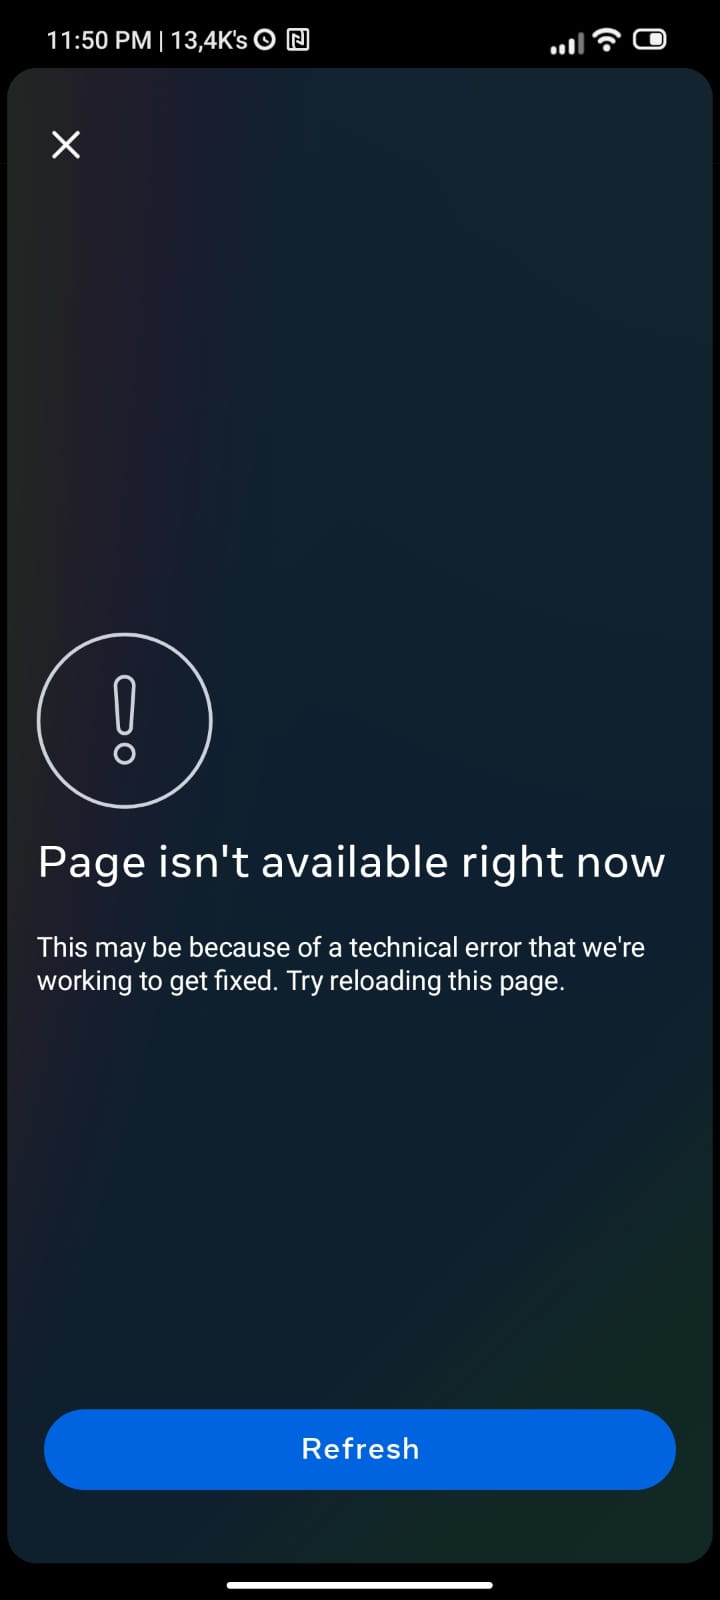 11:50 PM | 13,4K's
Page isn't available right now
This may be because of a technical error that we're
working to get fixed. Try reloading this page.
Refresh